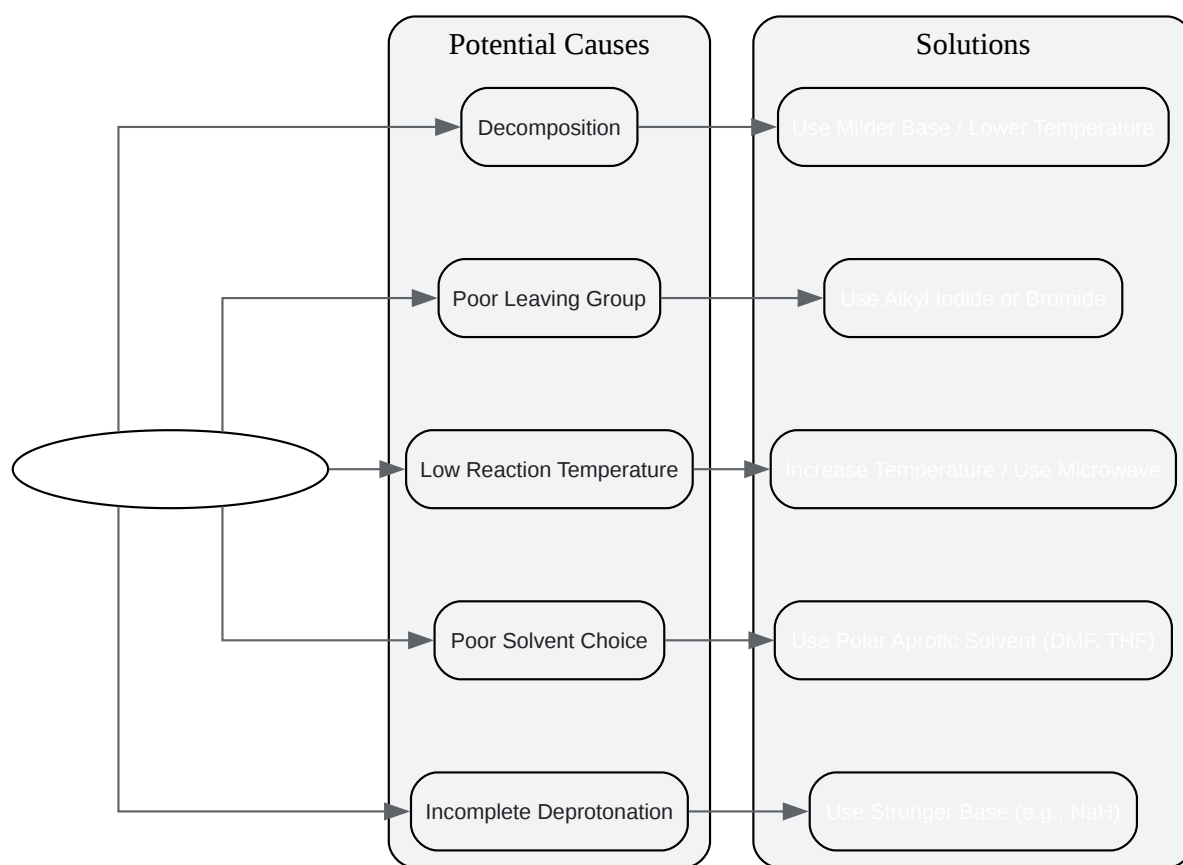 Potential Causes
Solutions
Decomposition
Use Milder Base / Lower Temperature
Poor Leaving Group
Use Alkyl Iodide or Bromide
Low Reaction Temperature
Increase Temperature / Use Microwave
Poor Solvent Choice
Use Polar Aprotic Solvent (DMF, THF)
Incomplete Deprotonation
Use Stronger Base (e.g., NaH)